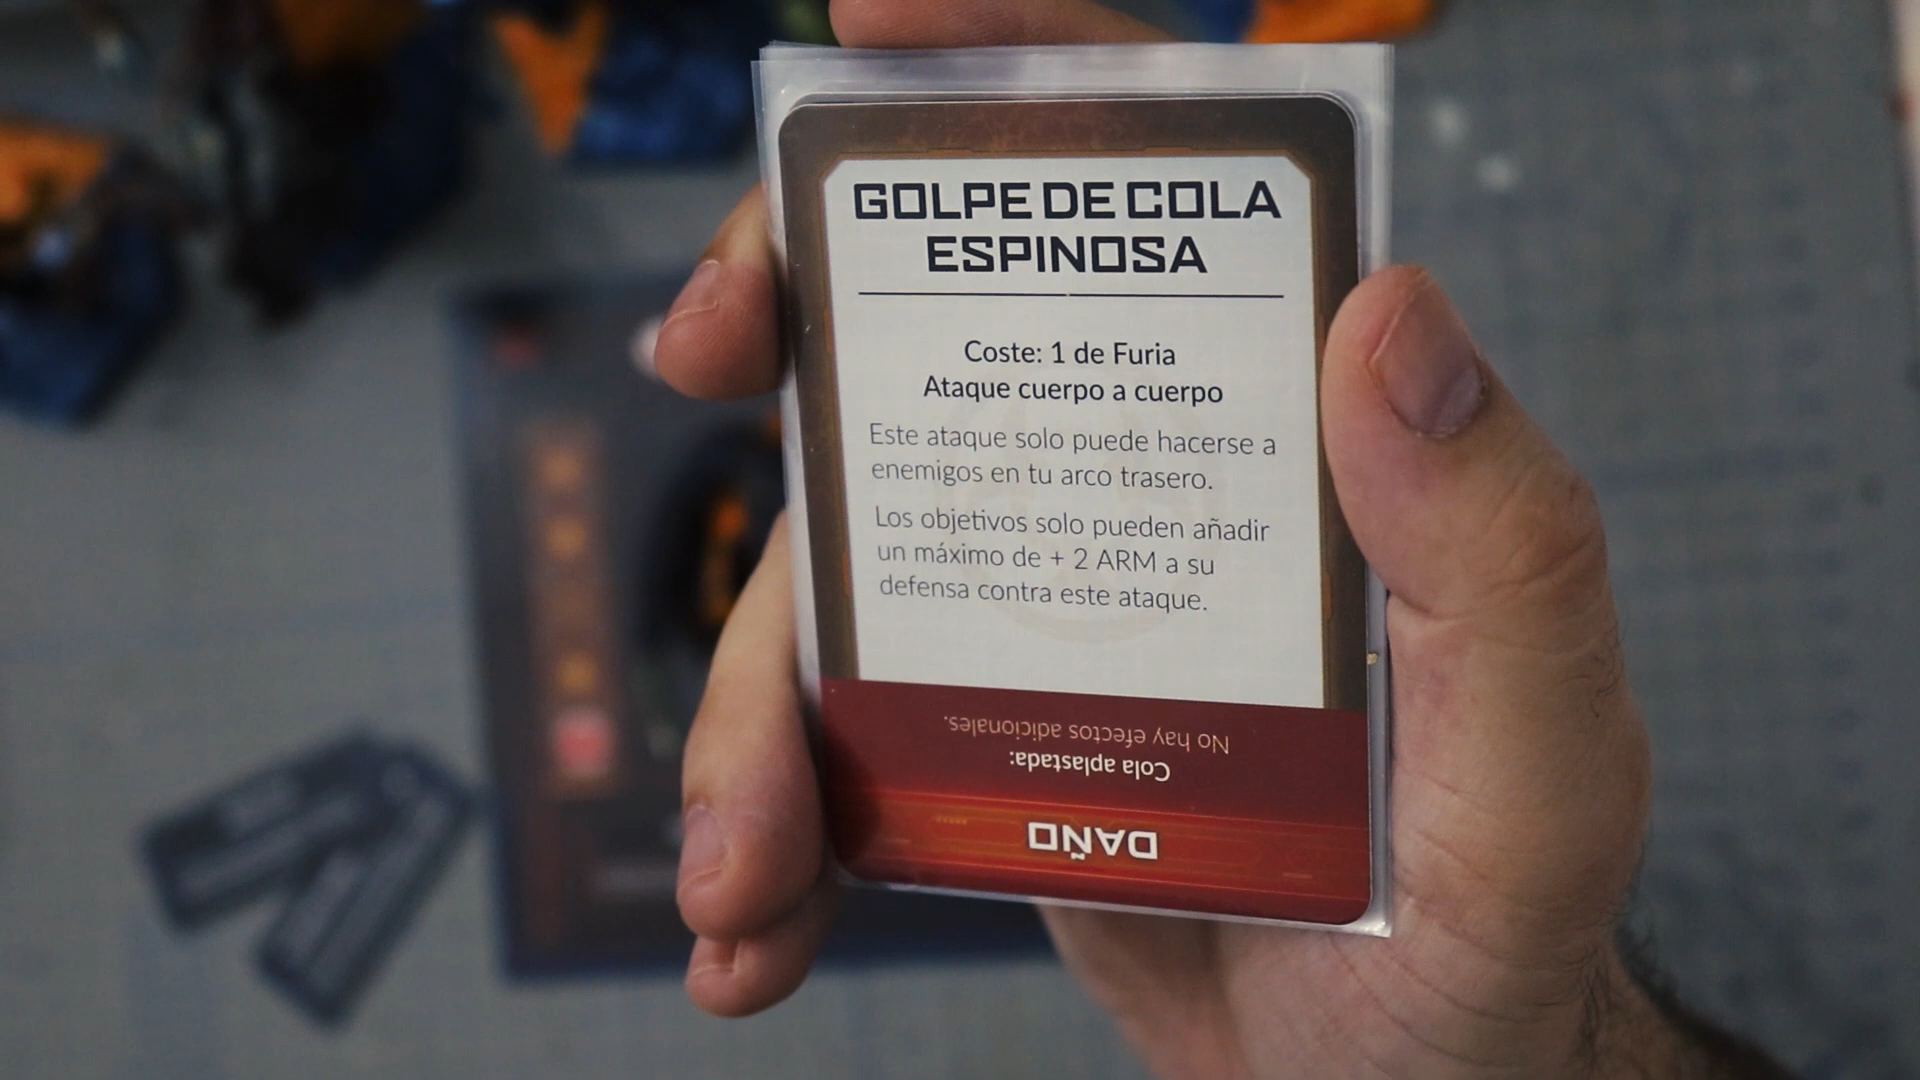 GOLPE DE COLA
ESPINOSA
Coste: 1 de Furia
Ataque cuerpo a cuerpo
Este ataque solo puede hacerse a
enemigos en tu arco trasero.
Los objetivos solo pueden añadir
un máximo de + 2 ARM a su
defensa contra este ataque.
DAÑO
Cola aplastada:
No hay efectos adicionales.